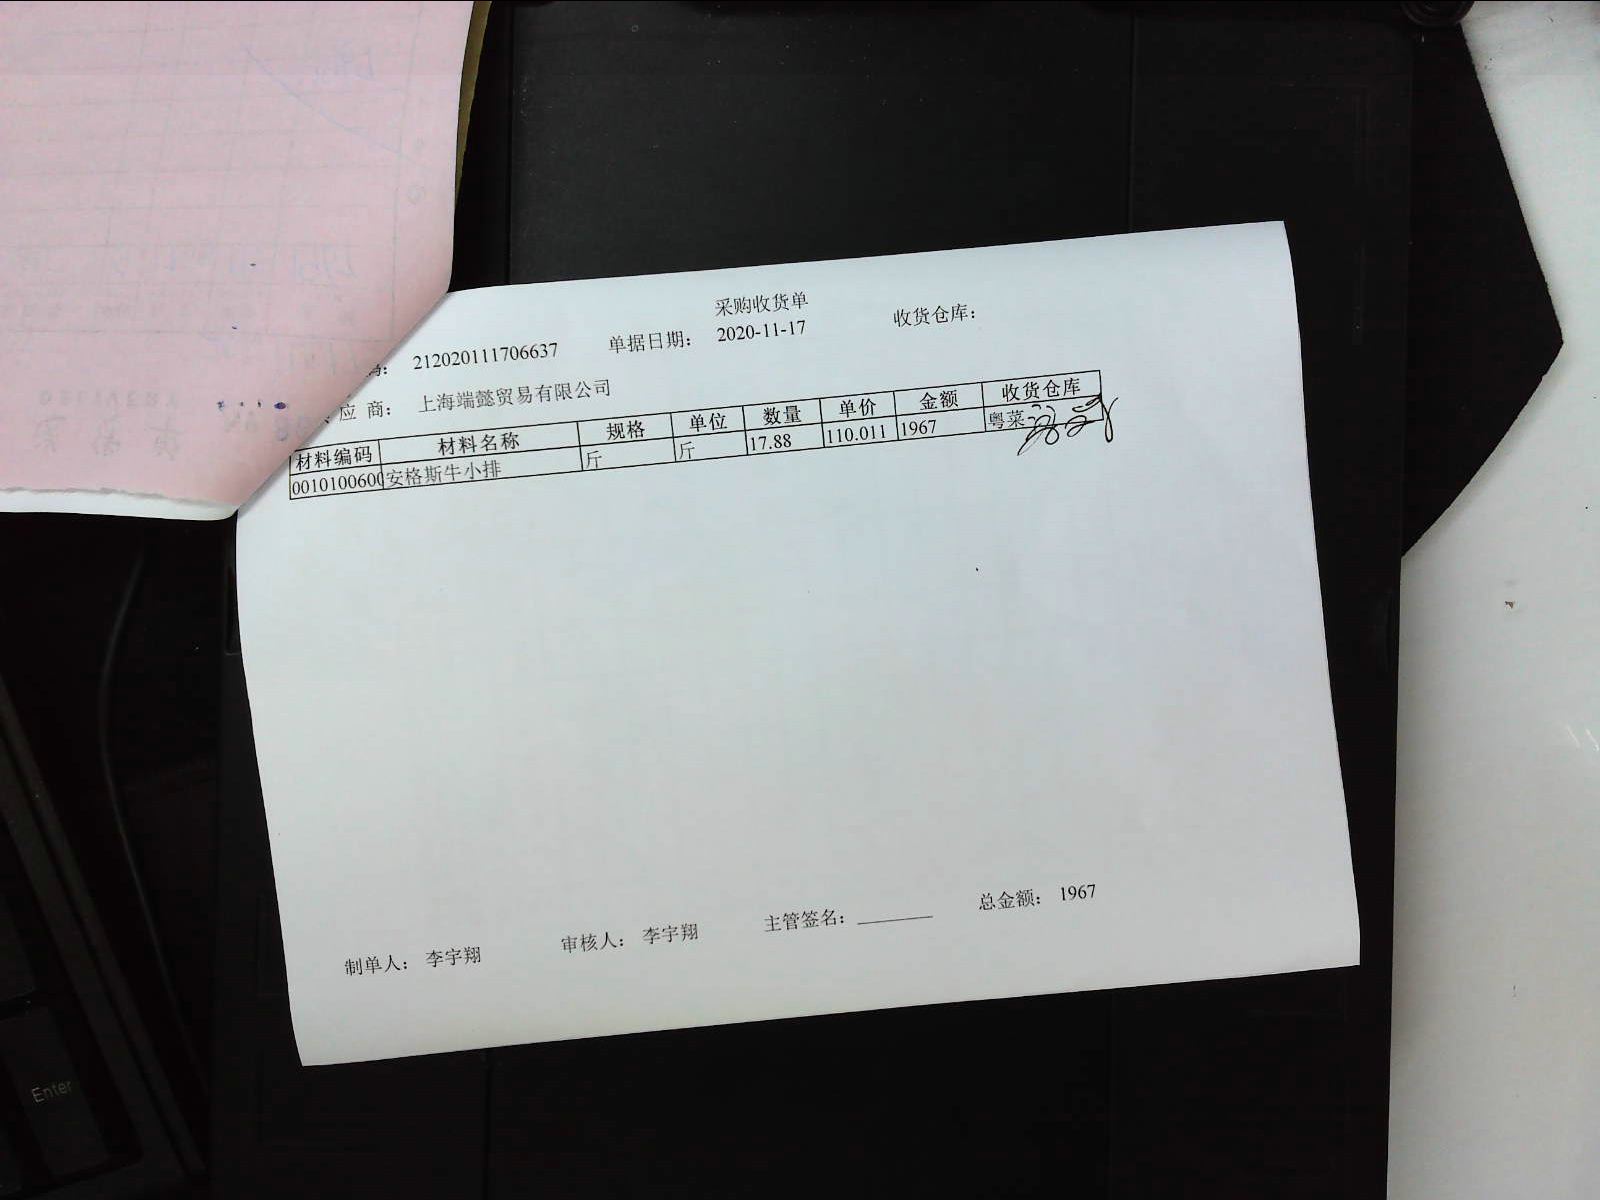 采购收货单
码： 212020111706637 单据日期： 2020-11-17 收货仓库：
应 商： 上海端懿贸易有限公司
材料编码 材料名称 规格 单位 数量 单价 金额 收货仓库
0010100600 安格斯牛小排 斤 斤 17.88 110.011 1967 粤菜
制单人： 李宇翔 审核人： 李宇翔 主管签名： 总金额： 1967
Enter
DELIVERY